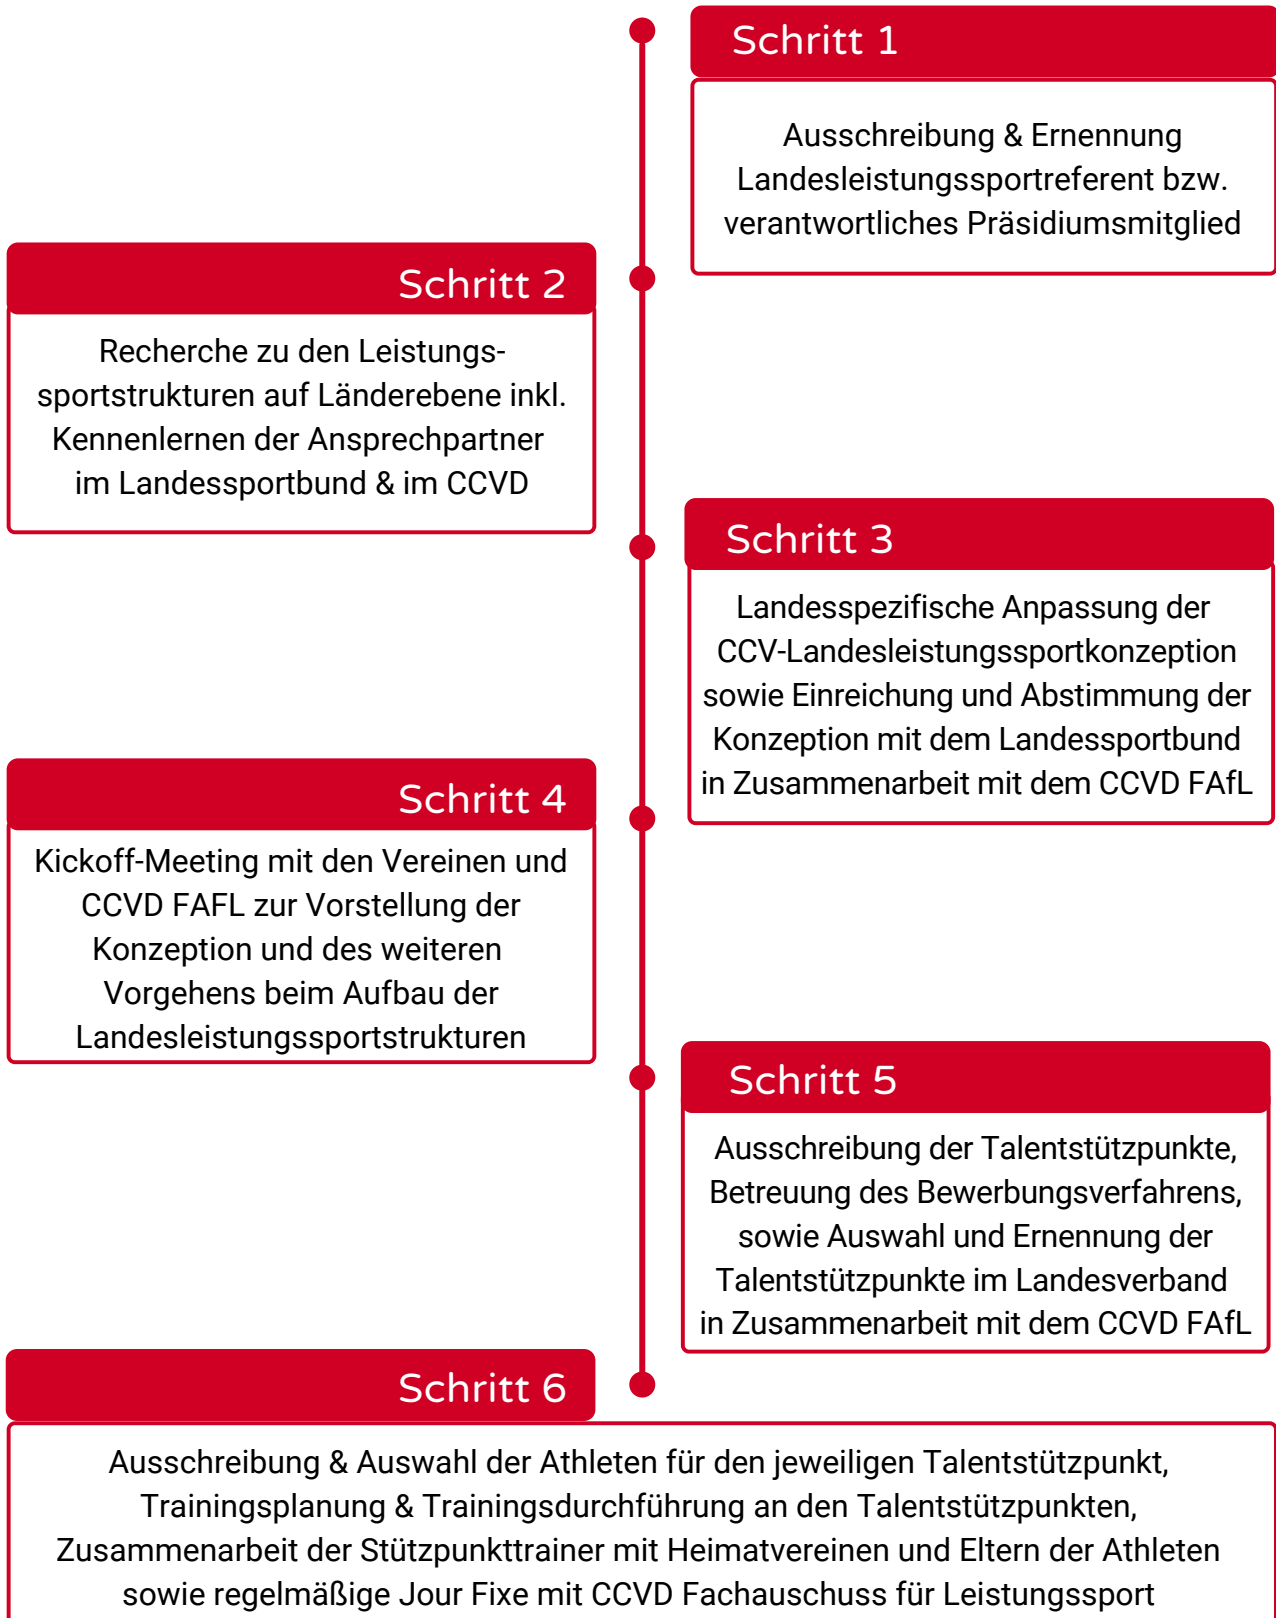 Schritt 1
Ausschreibung & Ernennung
Landesleistungssportreferent bzw.
verantwortliches Präsidiumsmitglied
Schritt 2
Recherche zu den Leistungs-
sportstrukturen auf Länderebene inkl.
Kennenlernen der Ansprechpartner
im Landessportbund & im CCVD
Schritt 3
Landesspezifische Anpassung der
CCV-Landesleistungssportkonzeption
sowie Einreichung und Abstimmung der
Konzeption mit dem Landessportbund
in Zusammenarbeit mit dem CCVD FAfL
Schritt 4
Kickoff-Meeting mit den Vereinen und
CCVD FAFL zur Vorstellung der
Konzeption und des weiteren
Vorgehens beim Aufbau der
Landesleistungssportstrukturen
Schritt 5
Ausschreibung der Talentstützpunkte,
Betreuung des Bewerbungsverfahrens,
sowie Auswahl und Ernennung der
Talentstützpunkte im Landesverband
in Zusammenarbeit mit dem CCVD FAfL
Schritt 6
Ausschreibung & Auswahl der Athleten für den jeweiligen Talentstützpunkt,
Trainingsplanung & Trainingsdurchführung an den Talentstützpunkten,
Zusammenarbeit der Stützpunkttrainer mit Heimatvereinen und Eltern der Athleten
sowie regelmäßige Jour Fixe mit CCVD Fachauschuss für Leistungssport